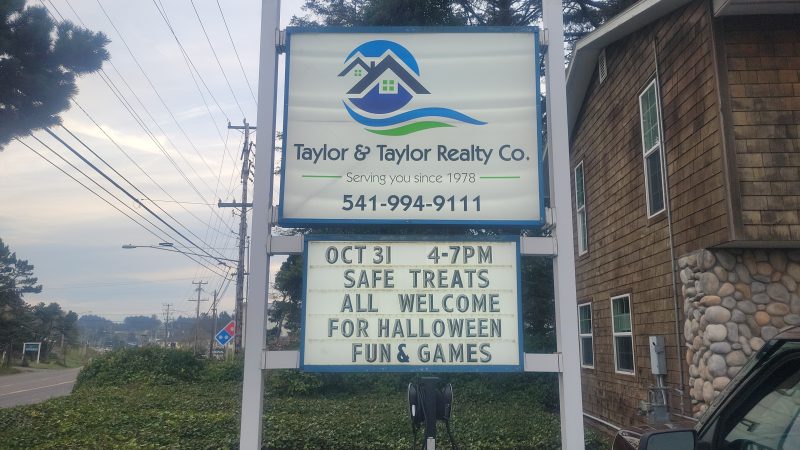 Taylor & Taylor Realty Co.
Serving you since 1978
541-994-9111
OCT 31 4-7PM
SAFE TREATS
ALL WELCOME
FOR HALLOWEEN
FUN & GAMES